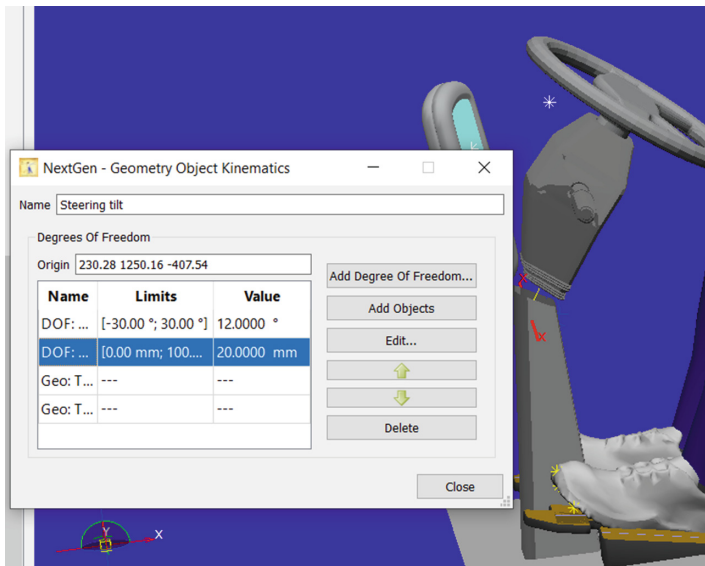 NextGen - Geometry Object Kinematics
Name Steering tilt
Degrees Of Freedom
Origin 230.28 1250.16 -407.54
Add Degree Of Freedom...
Name Limits Value
Add Objects
DOF: ... [-30.00 °; 30.00 °] 12.0000 °
Edit...
DOF: ... [0.00 mm; 100.... 20.0000 mm
Geo: T... --- ---
Geo: T... --- ---
Delete
Close
X
Y
X